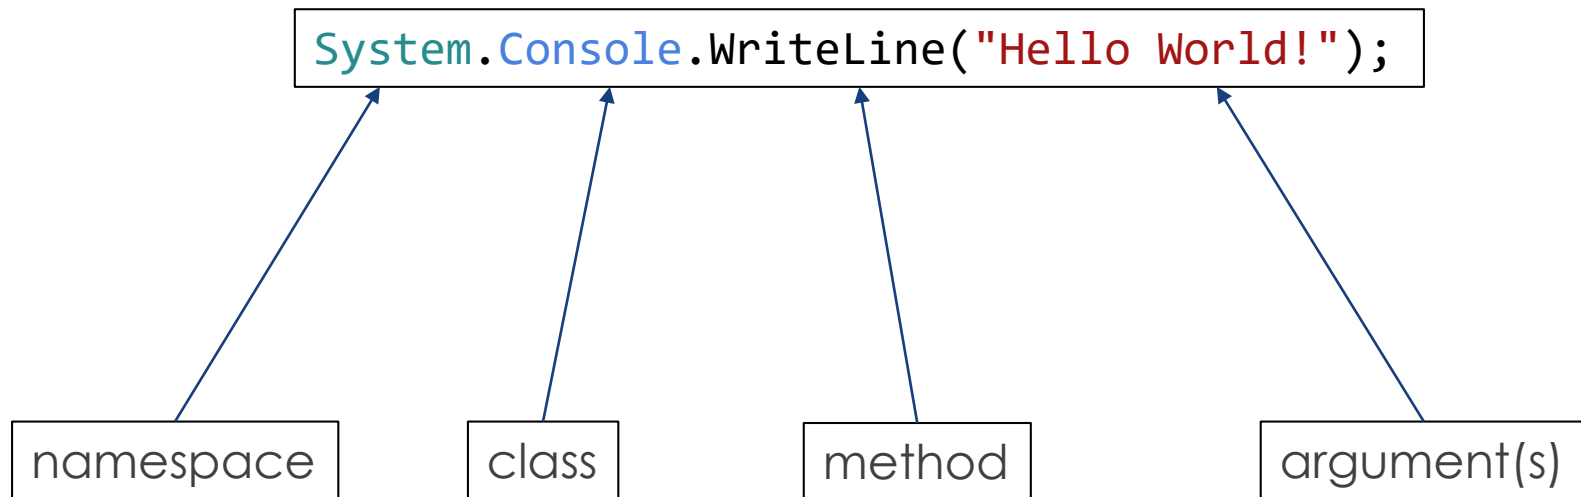 System.Console.WriteLine("Hello World!");
namespace
class
method
argument(s)